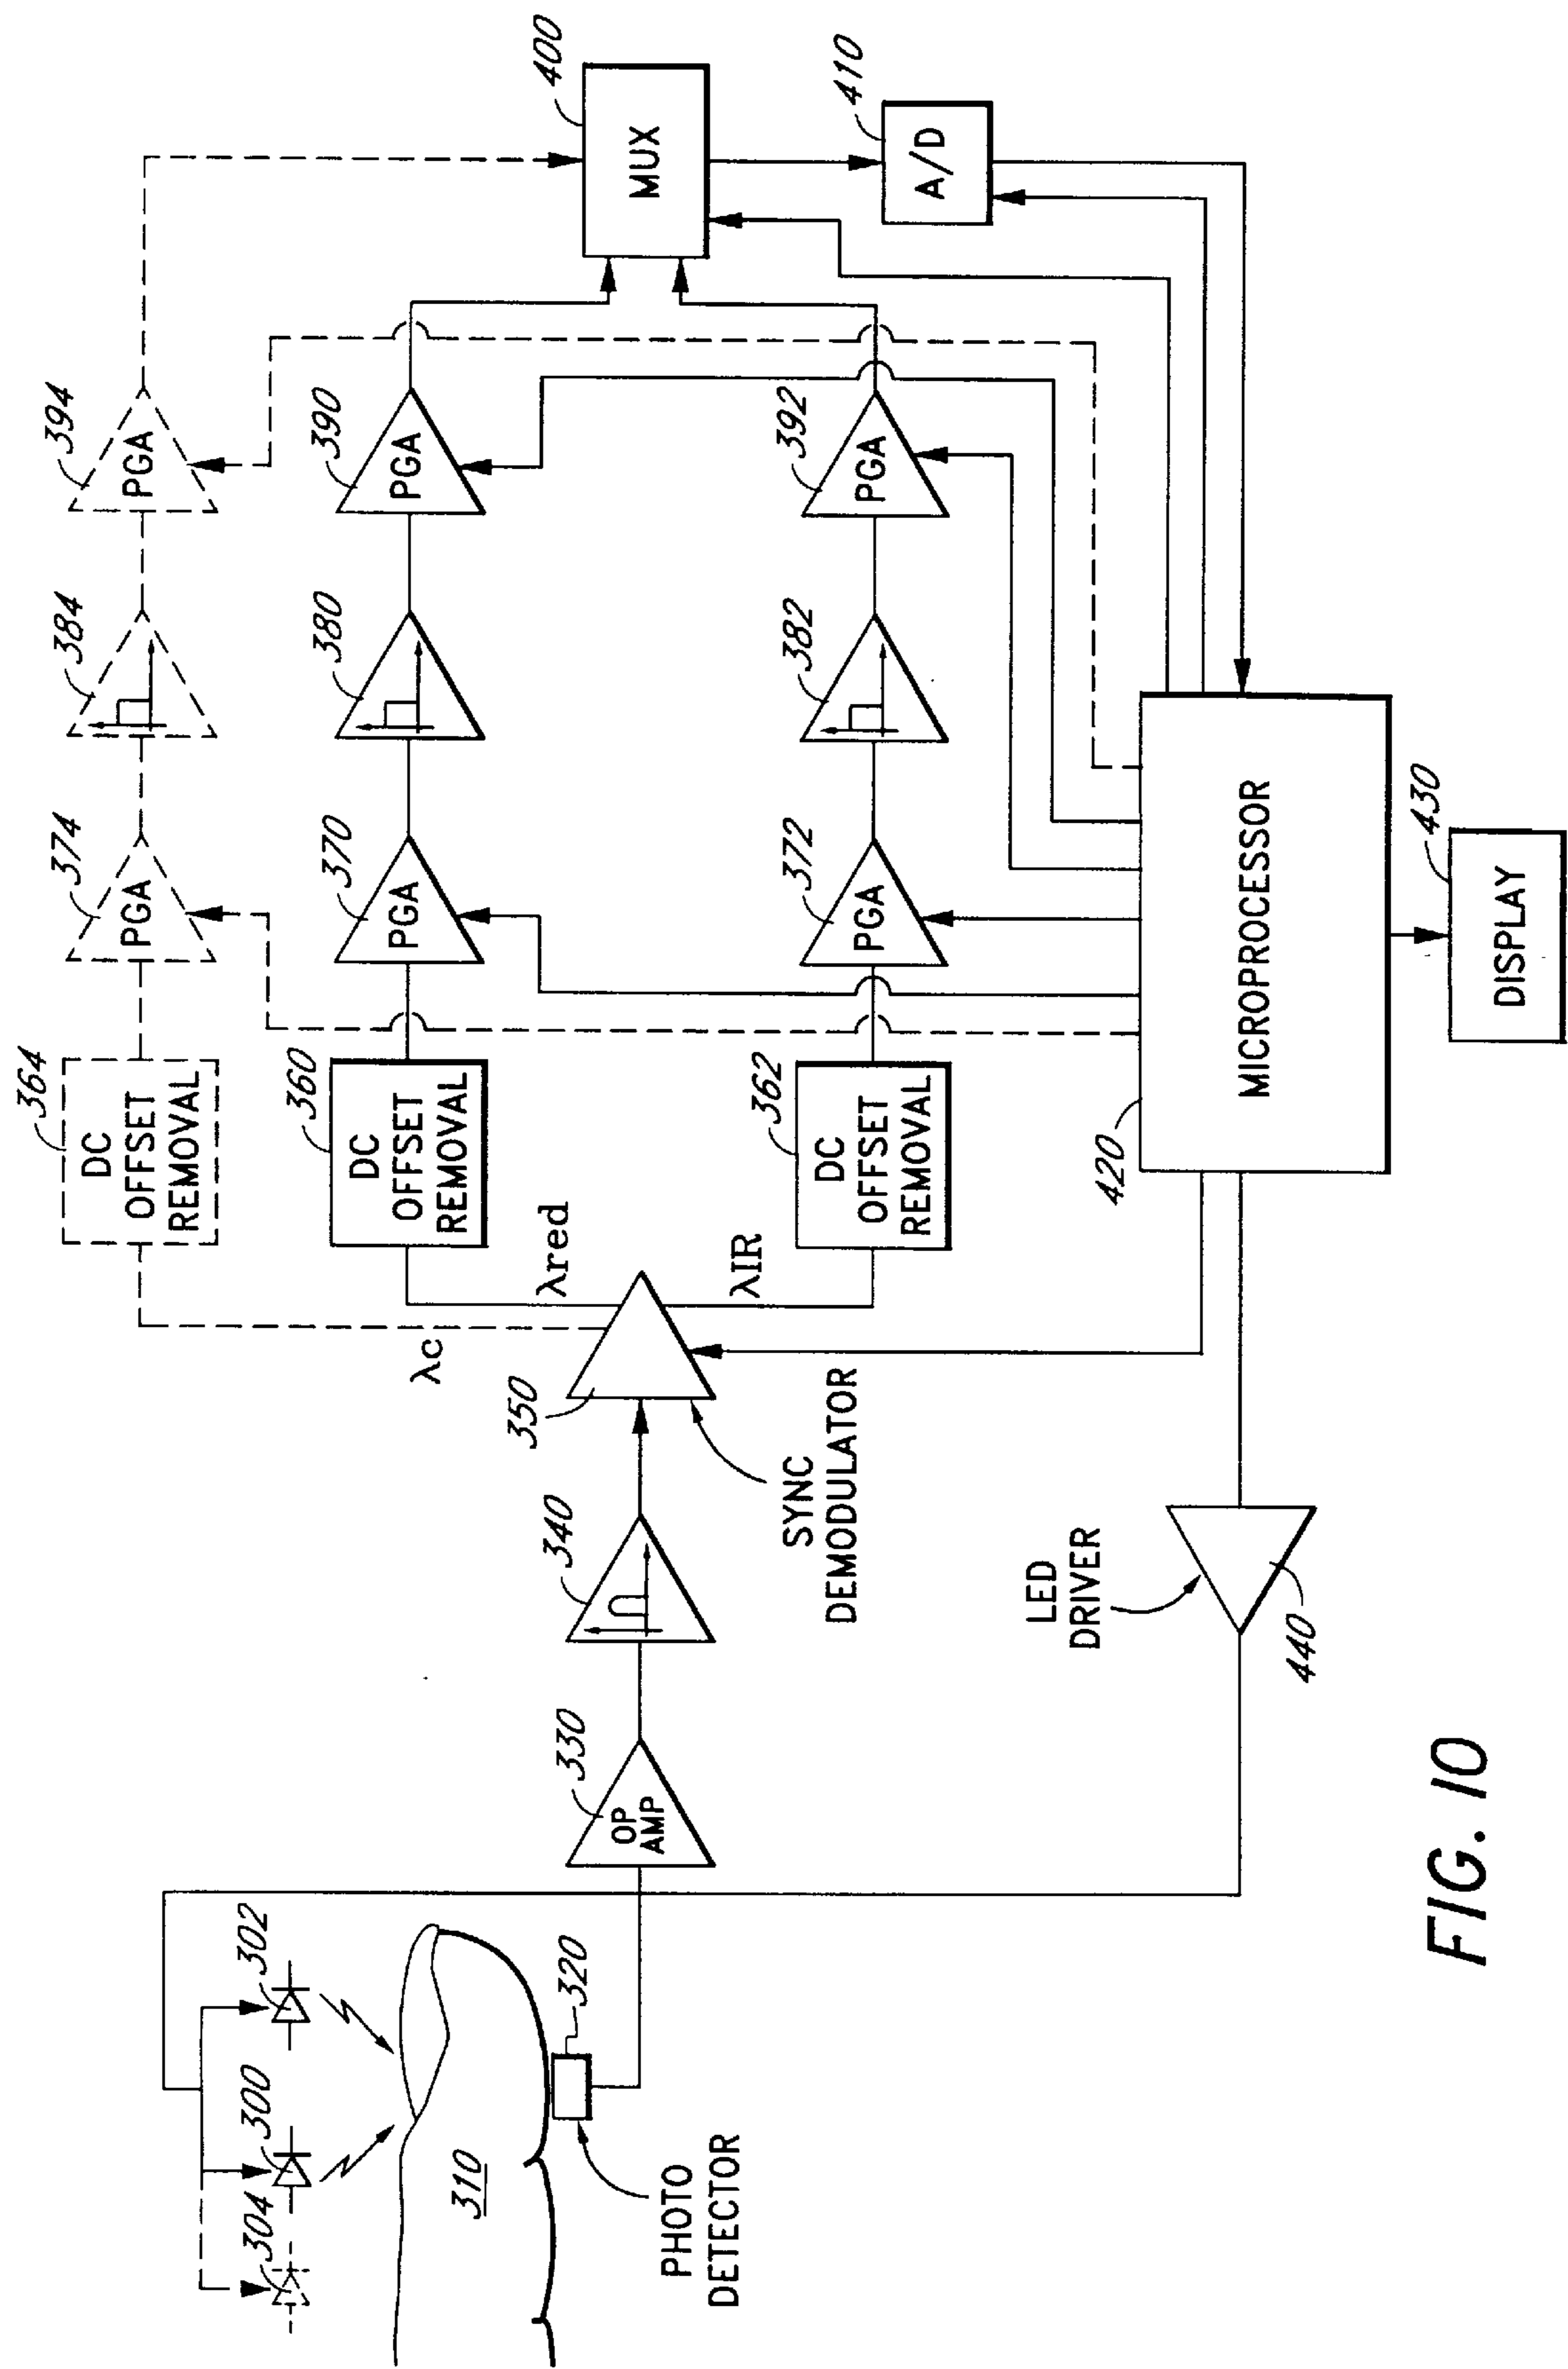 364
DC
OFFSET
REMOVAL
374
PGA
384
394
PGA
λc
360
DC
OFFSET
REMOVAL
370
PGA
380
390
PGA
400
MUX
λred
λIR
304
300
302
310
320
PHOTO
DETECTOR
330
OP
AMP
340
350
SYNC
DEMODULATOR
362
DC
OFFSET
REMOVAL
372
PGA
382
392
PGA
410
A/D
LED
DRIVER
440
420
MICROPROCESSOR
430
DISPLAY
FIG. 10